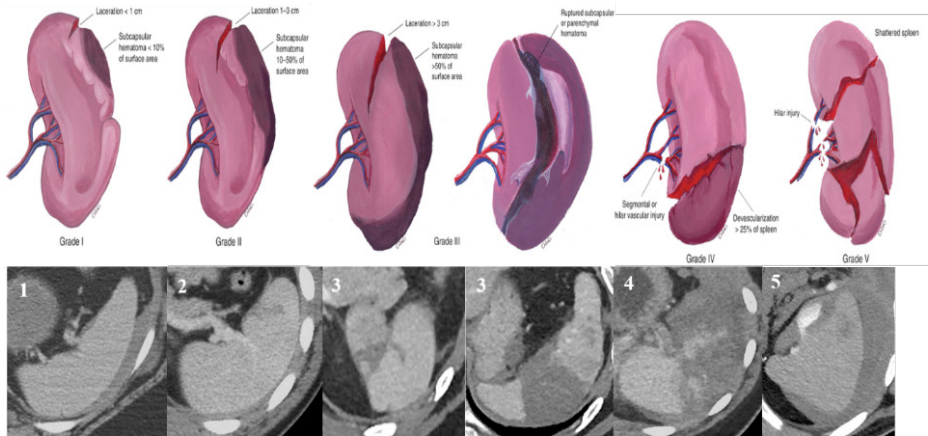 Laceration < 1 cm
Subcapsular
hematoma < 10%
of surface area
Grade I
Laceration 1–3 cm
Subcapsular
hematoma
10–50%
of surface area
Grade II
Laceration > 3 cm
Subcapsular
hematoma
>50%
of surface area
Ruptured subcapsular
or parenchymal
hematoma
Grade III
Segmental or
hilar vascular injury
Devascularization
> 25% of spleen
Grade IV
Shattered spleen
Hilar injury
Grade V
1
2
3
3
4
5